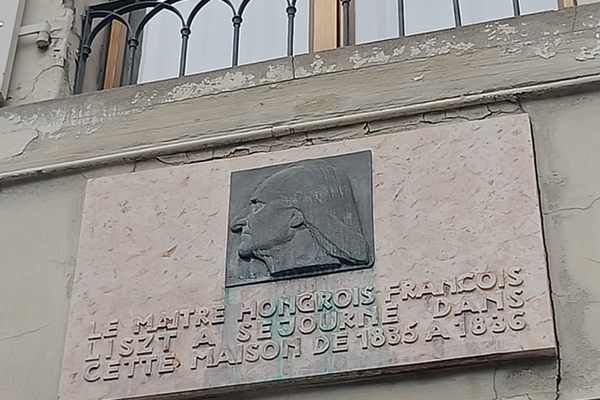 LE MAITRE HONGROIS FRANCOIS
LISZT A SEJOURNE DANS
CETTE MAISON DE 1835 A 1836